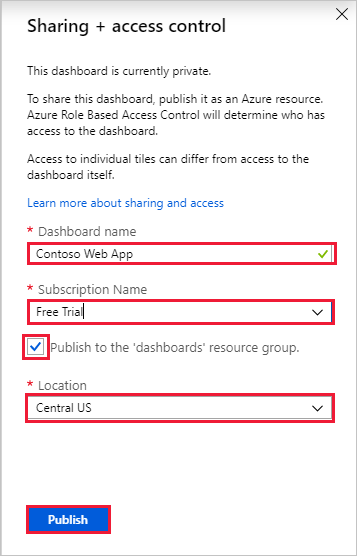 Sharing + access control
This dashboard is currently private.
To share this dashboard, publish it as an Azure resource.
Azure Role Based Access Control will determine who has
access to the dashboard.
Access to individual tiles can differ from access to the
dashboard itself.
Learn more about sharing and access
* Dashboard name
Contoso Web App
* Subscription Name
Free Trial
Publish to the 'dashboards' resource group.
* Location
Central US
Publish